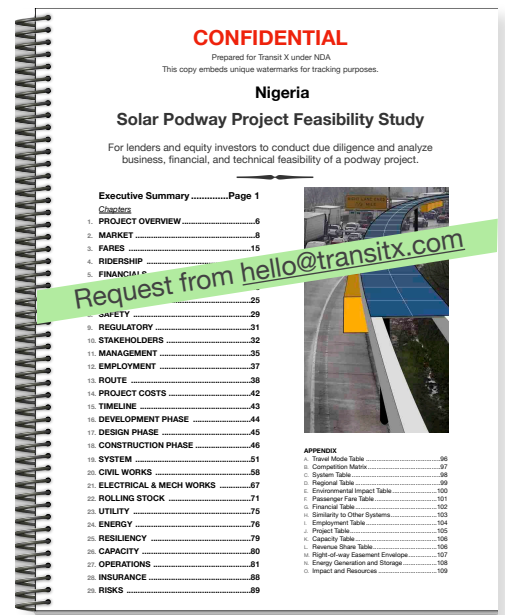 CONFIDENTIAL
Prepared for Transit X under NDA
This copy embeds unique watermarks for tracking purposes.
Nigeria
Solar Podway Project Feasibility Study
For lenders and equity investors to conduct due diligence and analyze
business, financial, and technical feasibility of a podway project.
Executive Summary ..............Page 1
Chapters
1. PROJECT OVERVIEW ...................................6
2. MARKET ..................................................8
3. FARES ..................................................15
4. RIDERSHIP
5. FINANCIALS
Request from hello@transitx.com
25
8. SAFETY ..................................................29
9. REGULATORY ..........................................31
10. STAKEHOLDERS ......................................32
11. MANAGEMENT .........................................35
12. EMPLOYMENT .........................................37
13. ROUTE ..................................................38
14. PROJECT COSTS .....................................42
15. TIMELINE ................................................43
16. DEVELOPMENT PHASE ............................44
17. DESIGN PHASE .......................................45
18. CONSTRUCTION PHASE ..........................46
19. SYSTEM ..................................................51
20. CIVIL WORKS ..........................................58
21. ELECTRICAL & MECH WORKS .................67
22. ROLLING STOCK .....................................71
23. UTILITY ..................................................75
24. ENERGY ..................................................76
25. RESILIENCY ............................................79
26. CAPACITY ...............................................80
27. OPERATIONS ..........................................81
28. INSURANCE ............................................88
29. RISKS ....................................................89
APPENDIX
A. Travel Mode Table ......................................96
B. Competition Matrix .....................................97
C. System Table .............................................98
D. Regional Table ...........................................99
E. Environmental Impact Table .......................100
F. Passenger Fare Table .................................101
G. Financial Table ..........................................102
H. Similarity to Other Systems ........................103
I. Employment Table ......................................104
J. Project Table .............................................105
K. Capacity Table ...........................................106
L. Revenue Share Table ..................................106
M. Right-of-way Easement Envelope ...............107
N. Energy Generation and Storage ..................108
O. Impact and Resources ...............................109